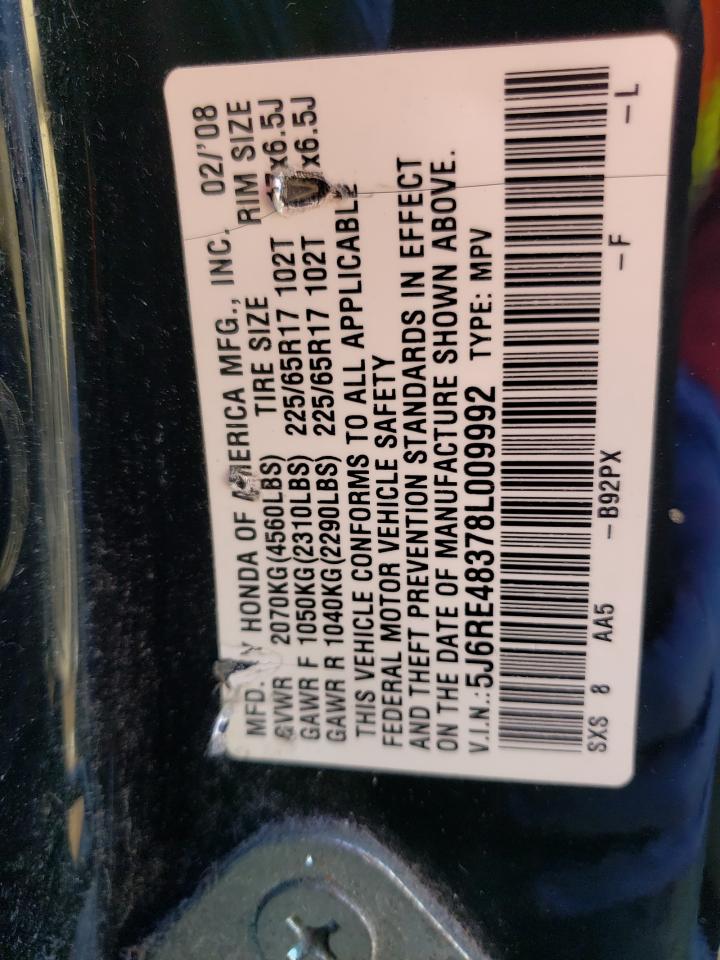 MFD. BY HONDA OF AMERICA MFG., INC. 02/'08
GVWR 2070KG(4560LBS) TIRE SIZE RIM SIZE
GAWR F 1050KG(2310LBS) 225/65R17 102T x6.5J
GAWR R 1040KG(2290LBS) 225/65R17 102T x6.5J
THIS VEHICLE CONFORMS TO ALL APPLICABLE
FEDERAL MOTOR VEHICLE SAFETY
AND THEFT PREVENTION STANDARDS IN EFFECT
ON THE DATE OF MANUFACTURE SHOWN ABOVE.
V.I.N.:5J6RE48378L009992 TYPE: MPV
SXS 8 AA5 –B92PX –F –L